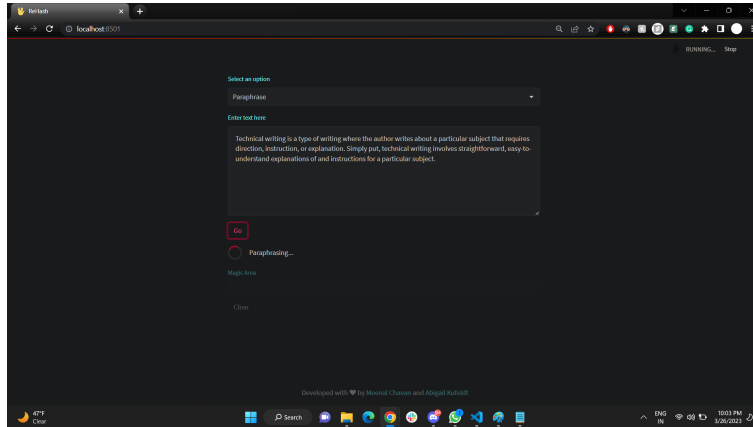 ReHash
localhost:8501
RUNNING... Stop
Select an option
Paraphrase
Enter text here
Technical writing is a type of writing where the author writes about a particular subject that requires
direction, instruction, or explanation. Simply put, technical writing involves straightforward, easy-to-
understand explanations of and instructions for a particular subject.
Go
Paraphrasing...
Magic Area
Clear
Developed with ❤ by Meenal Chavan and Abigail Kufeldt
47°F
Clear
Search
ENG
IN
10:03 PM
3/26/2023